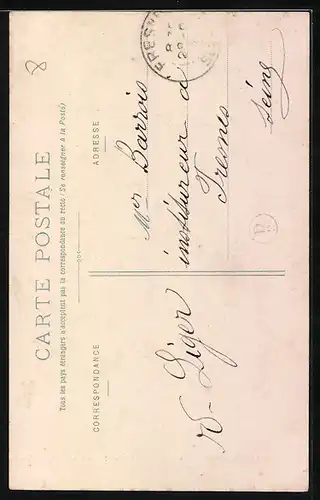 CARTE POSTALE
Tous les pays étrangers n'acceptent pas la correspondance au recto (Se renseigner à la Poste)
CORRESPONDANCE
ADRESSE
8
Liger
Mr Barrois
instituteur à
Fresnes
Seine
FRESN
R